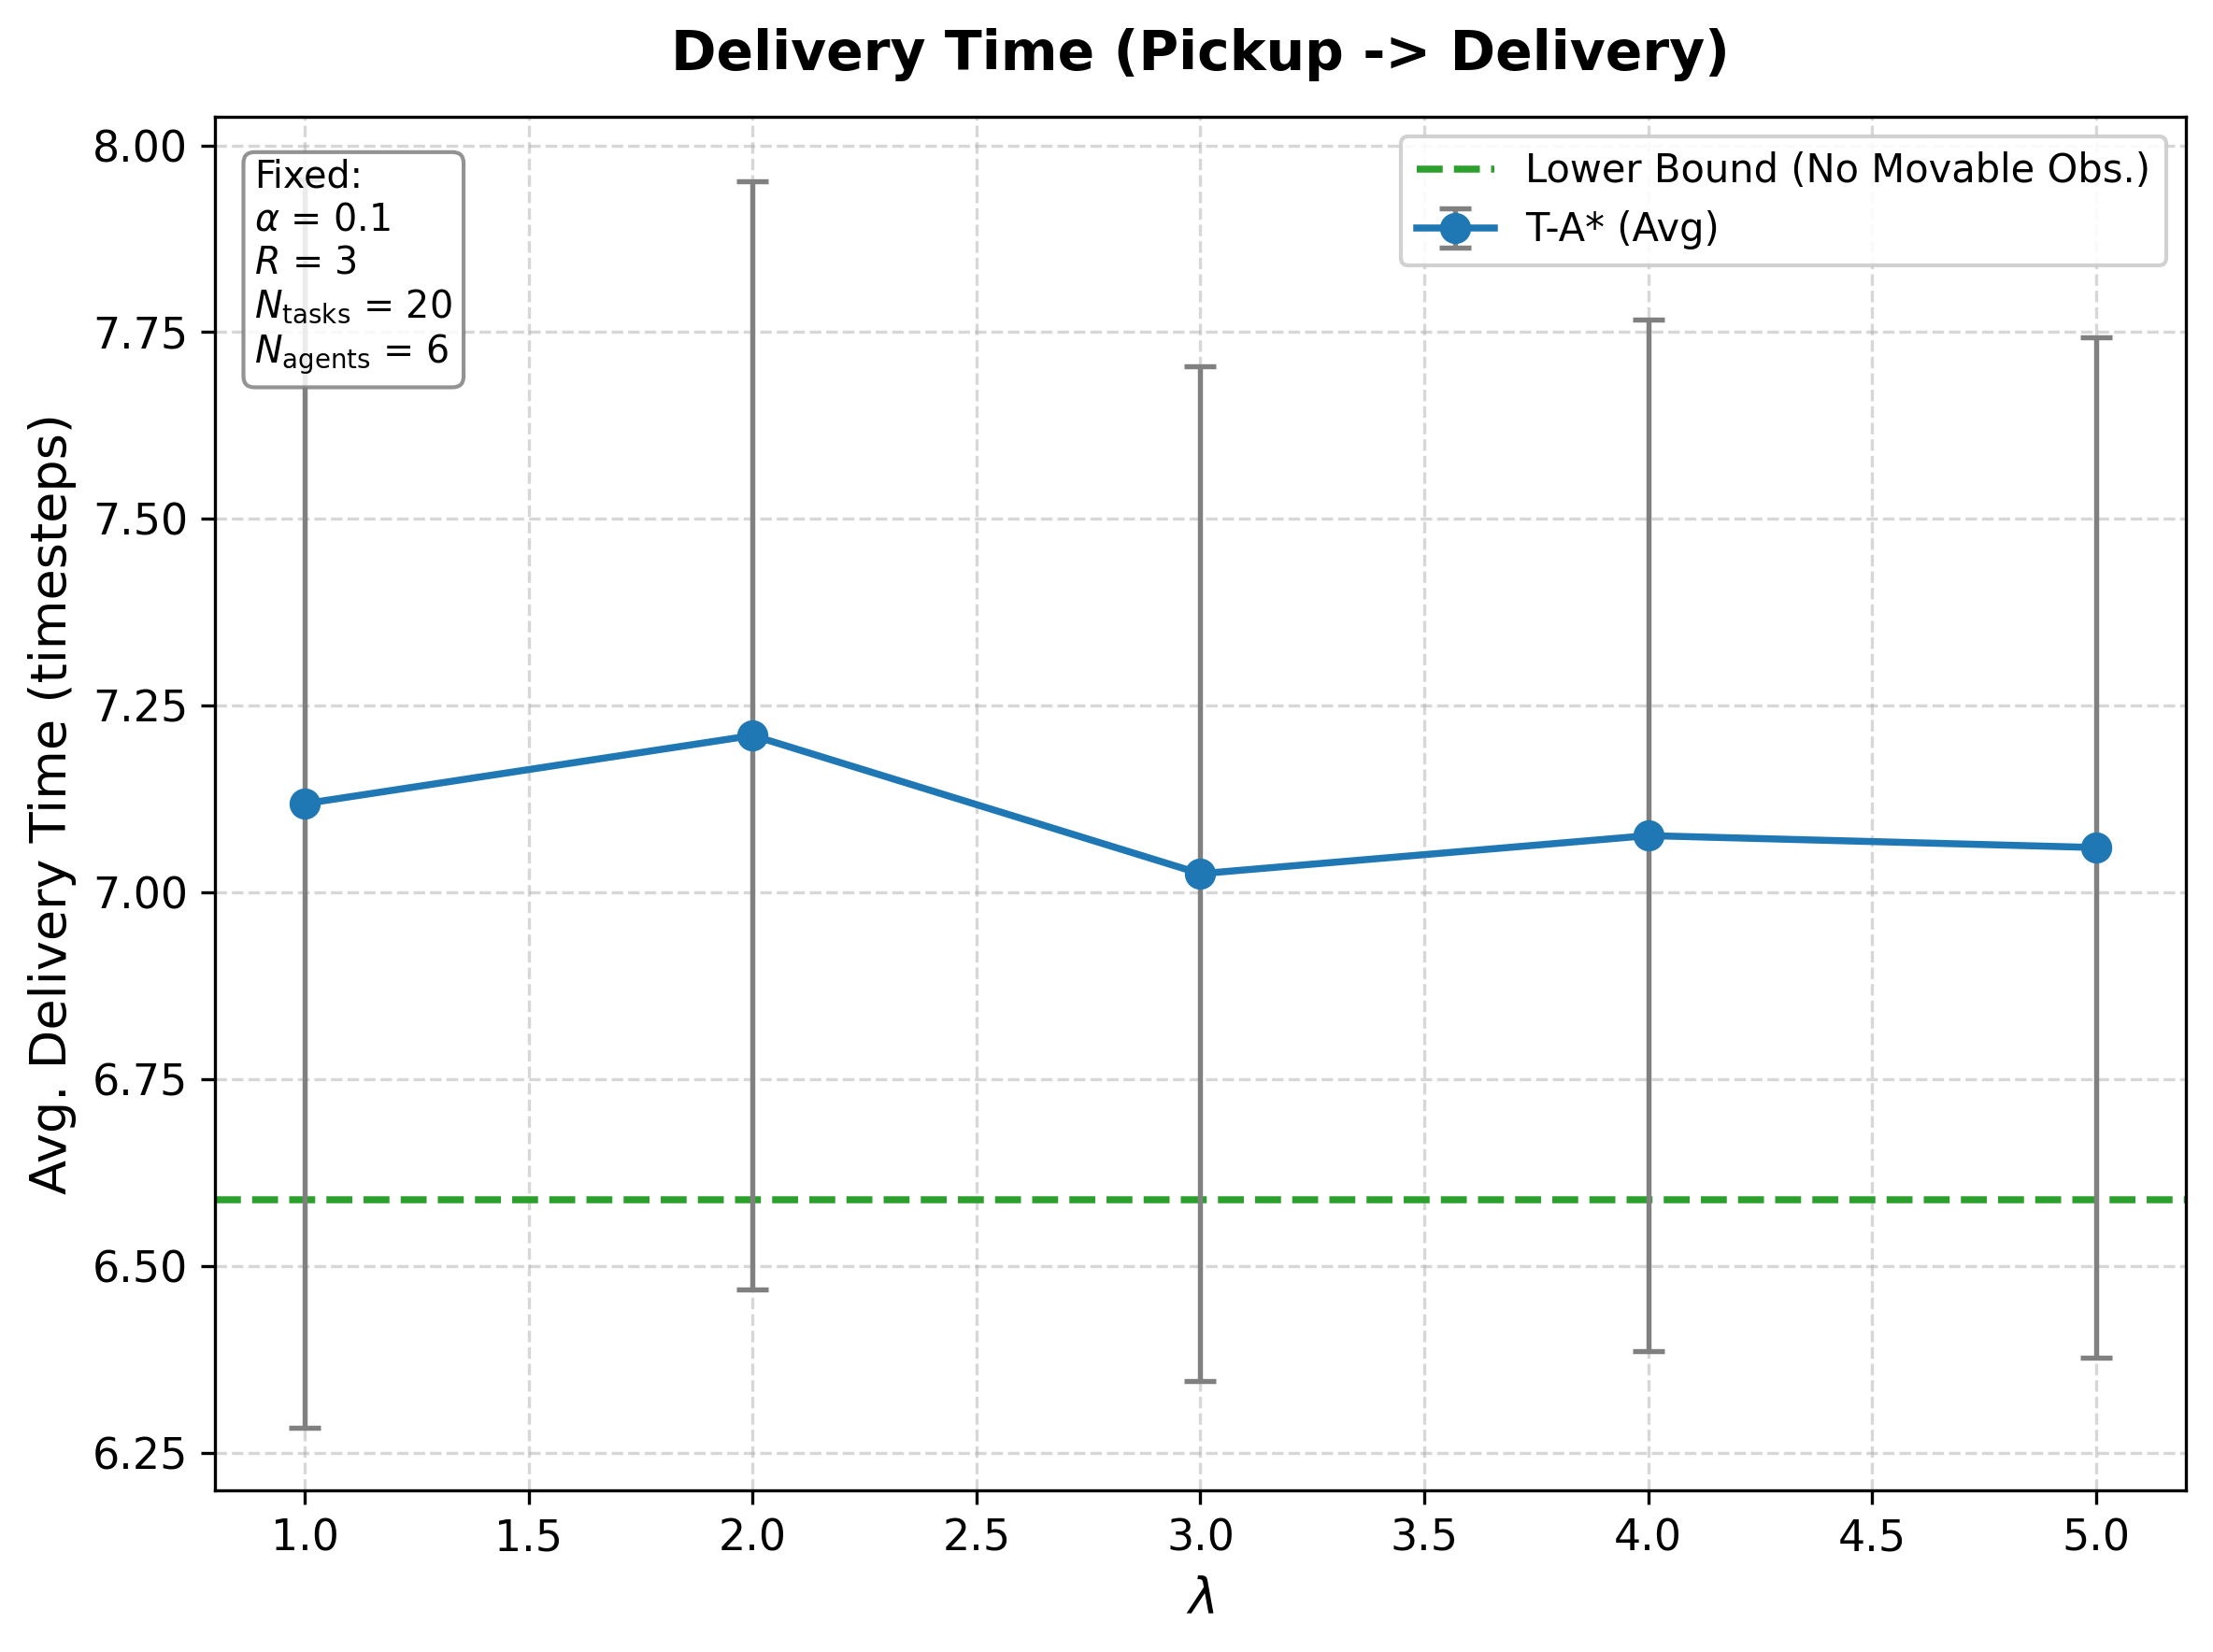 Delivery Time (Pickup -> Delivery)
Avg. Delivery Time (timesteps)
8.00
7.75
7.50
7.25
7.00
6.75
6.50
6.25
Fixed:
α = 0.1
R = 3
N_tasks = 20
N_agents = 6
Lower Bound (No Movable Obs.)
T-A* (Avg)
1.0 1.5 2.0 2.5 3.0 3.5 4.0 4.5 5.0
λ